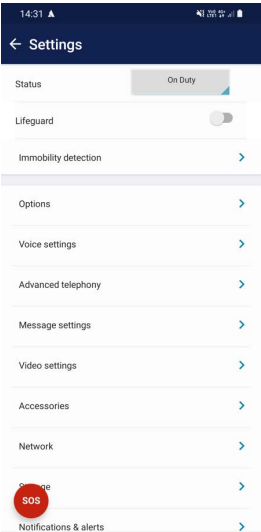 14:31
Settings
Status
On Duty
Lifeguard
Immobility detection
Options
Voice settings
Advanced telephony
Message settings
Video settings
Accessories
Network
SOS
Notifications & alerts